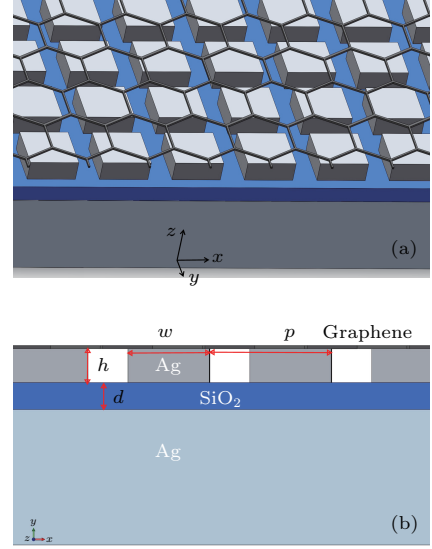 z
x
y
(a)
w p Graphene
h Ag
d SiO₂
Ag
y
z x
(b)